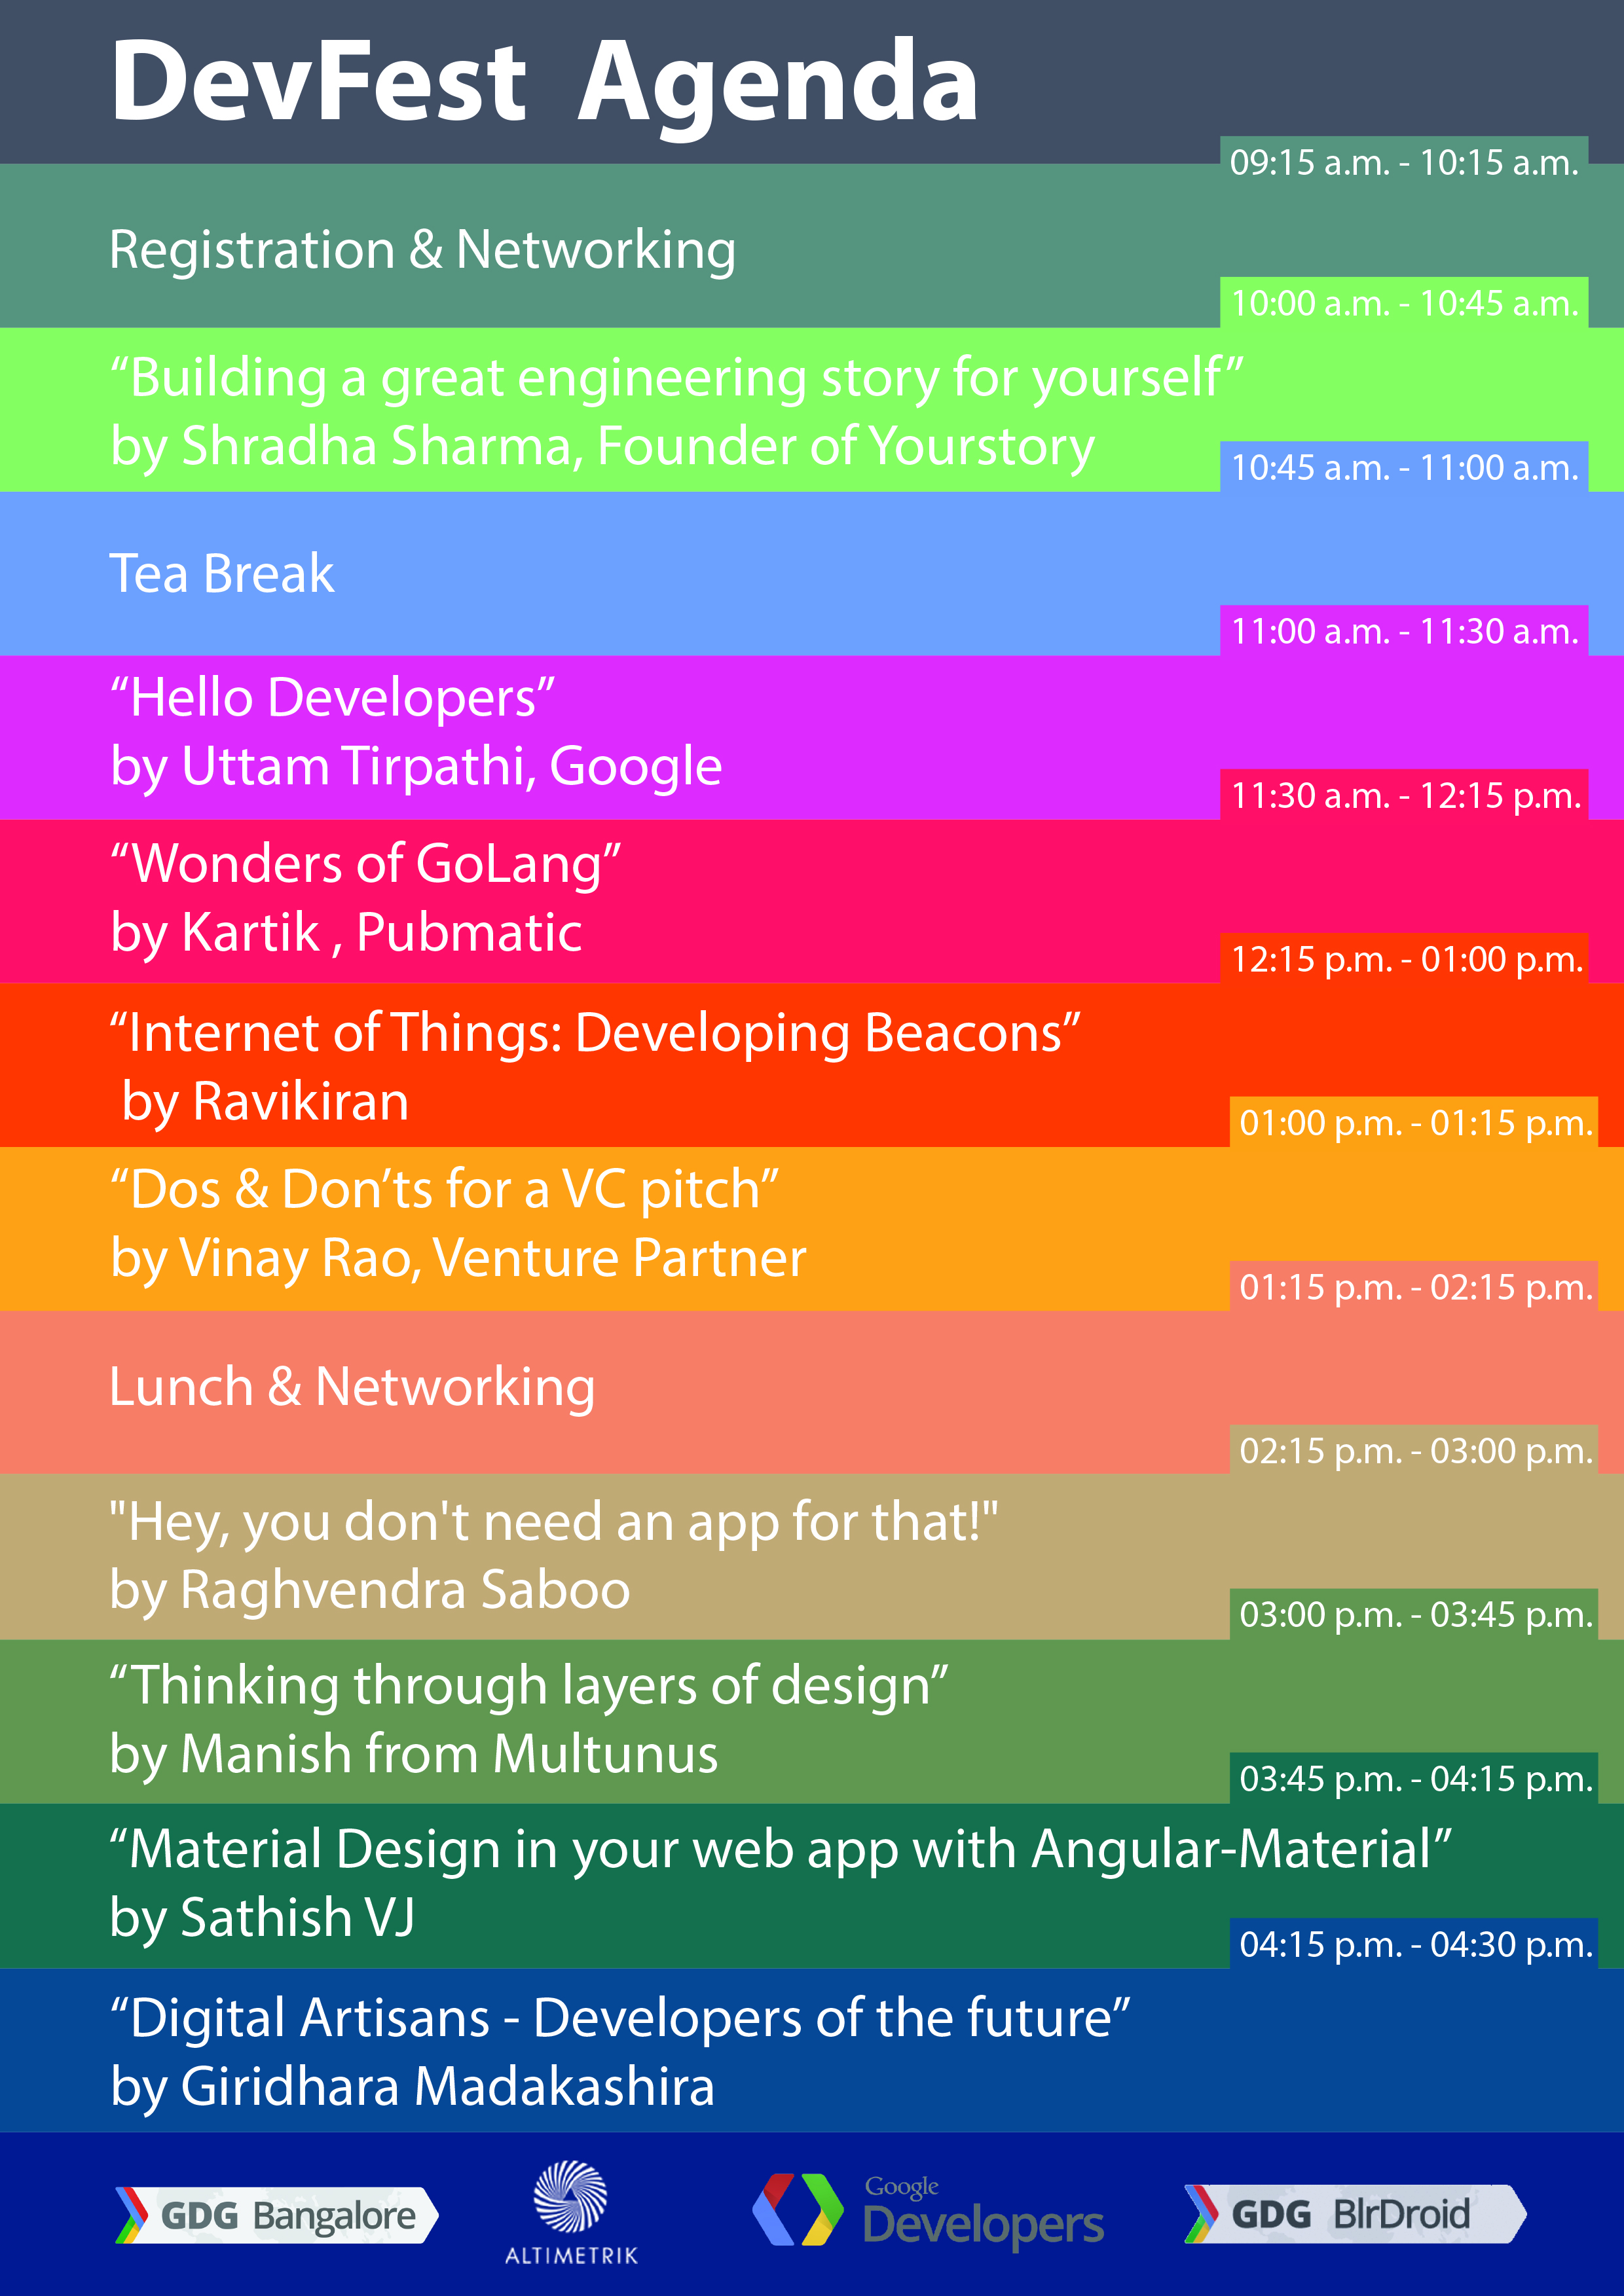 DevFest Agenda
09:15 a.m. - 10:15 a.m.
Registration & Networking
10:00 a.m. - 10:45 a.m.
“Building a great engineering story for yourself”
by Shradha Sharma, Founder of Yourstory
10:45 a.m. - 11:00 a.m.
Tea Break
11:00 a.m. - 11:30 a.m.
“Hello Developers”
by Uttam Tirpathi, Google
11:30 a.m. - 12:15 p.m.
“Wonders of GoLang”
by Kartik , Pubmatic
12:15 p.m. - 01:00 p.m.
“Internet of Things: Developing Beacons”
by Ravikiran
01:00 p.m. - 01:15 p.m.
“Dos & Don’ts for a VC pitch”
by Vinay Rao, Venture Partner
01:15 p.m. - 02:15 p.m.
Lunch & Networking
02:15 p.m. - 03:00 p.m.
"Hey, you don't need an app for that!"
by Raghvendra Saboo
03:00 p.m. - 03:45 p.m.
“Thinking through layers of design”
by Manish from Multunus
03:45 p.m. - 04:15 p.m.
“Material Design in your web app with Angular-Material”
by Sathish VJ
04:15 p.m. - 04:30 p.m.
“Digital Artisans - Developers of the future”
by Giridhara Madakashira
GDG Bangalore
ALTIMETRIK
Google
Developers
GDG BlrDroid